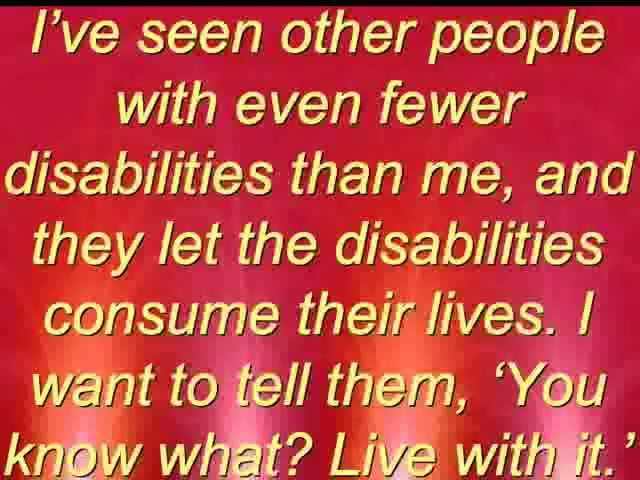 I’ve seen other people
with even fewer
disabilities than me, and
they let the disabilities
consume their lives. I
want to tell them, ‘You
know what? Live with it.’